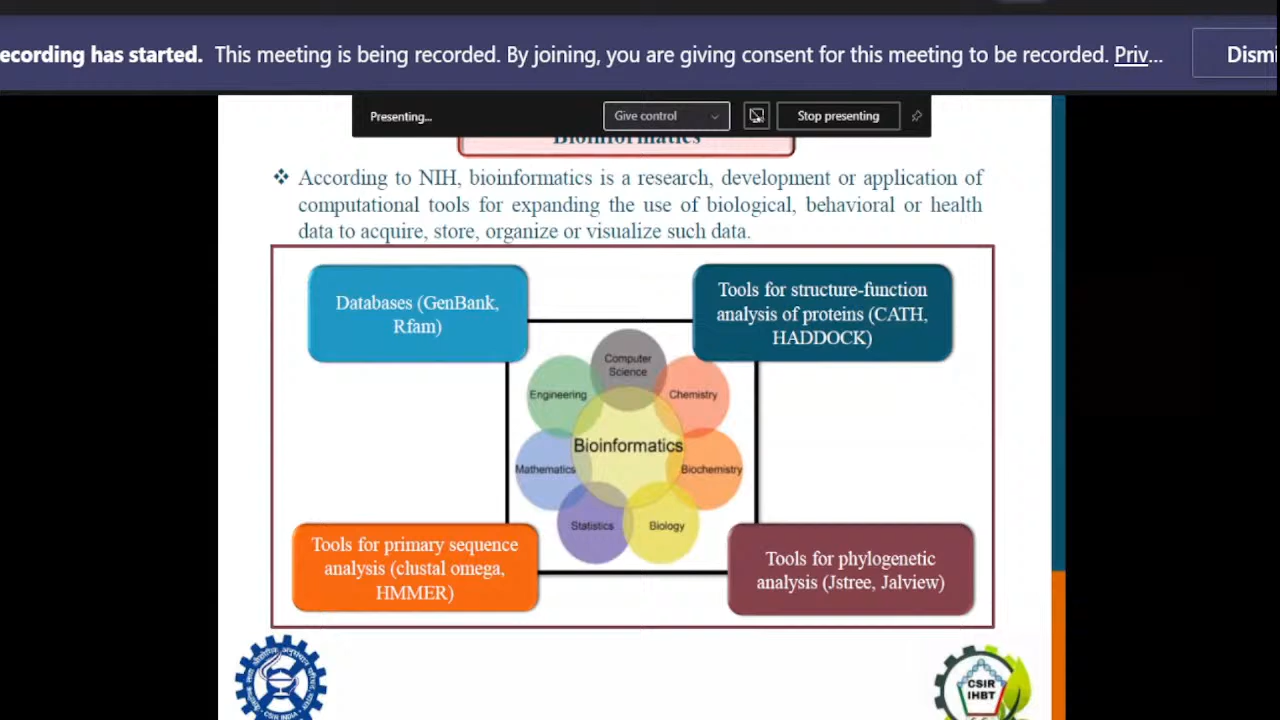 ecording has started. This meeting is being recorded. By joining, you are giving consent for this meeting to be recorded. Priv...
Dismi
Presenting...
Give control
Stop presenting
Bioinformatics
❖ According to NIH, bioinformatics is a research, development or application of
computational tools for expanding the use of biological, behavioral or health
data to acquire, store, organize or visualize such data.
Databases (GenBank,
Rfam)
Tools for structure-function
analysis of proteins (CATH,
HADDOCK)
Computer
Science
Engineering
Chemistry
Bioinformatics
Mathematics
Biochemistry
Statistics
Biology
Tools for primary sequence
analysis (clustal omega,
HMMER)
Tools for phylogenetic
analysis (Jstree, Jalview)
CSIR
IHBT
CSIR INDIA